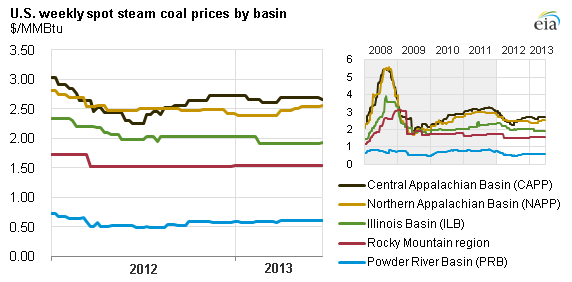 U.S. weekly spot steam coal prices by basin
$/MMBtu
eia
3.50
3.00
2.50
2.00
1.50
1.00
0.50
0.00
2012 2013
2008 2009 2010 2011 2012 2013
6
5
4
3
2
1
0
Central Appalachian Basin (CAPP)
Northern Appalachian Basin (NAPP)
Illinois Basin (ILB)
Rocky Mountain region
Powder River Basin (PRB)